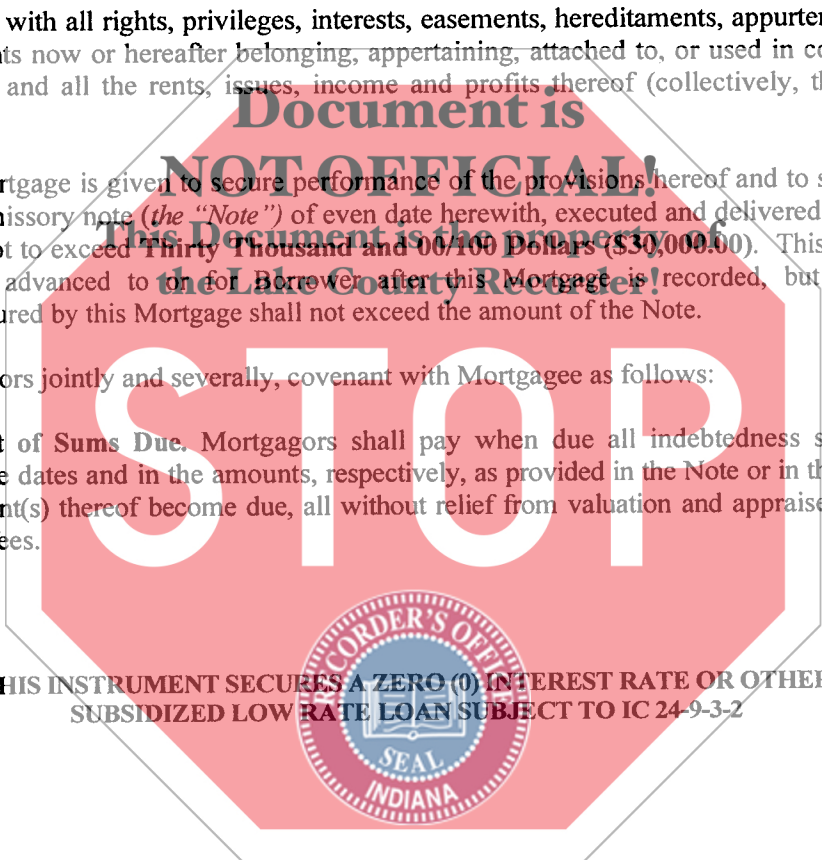 with all rights, privileges, interests, easements, hereditaments, appurte
ts now or hereafter belonging, appertaining, attached to, or used in co
and all the rents, issues, income and profits thereof (collectively, th
Document is
NOT OFFICIAL!
rtgage is given to secure performance of the provisions hereof and to s
issory note (the “Note”) of even date herewith, executed and delivered
This Document is the property of
t to exceed Thirty Thousand and 00/100 Dollars ($30,000.00). This
the Lake County Recorder!
advanced to or for Borrower after this Mortgage is recorded, but
ured by this Mortgage shall not exceed the amount of the Note.
STOP
ors jointly and severally, covenant with Mortgagee as follows:
t of Sums Due. Mortgagors shall pay when due all indebtedness s
e dates and in the amounts, respectively, as provided in the Note or in th
nt(s) thereof become due, all without relief from valuation and appraise
ees.
RECORDER'S OFFICE
HIS INSTRUMENT SECURES A ZERO (0) INTEREST RATE OR OTHER
SUBSIDIZED LOW RATE LOAN SUBJECT TO IC 24-9-3-2
SEAL
INDIANA